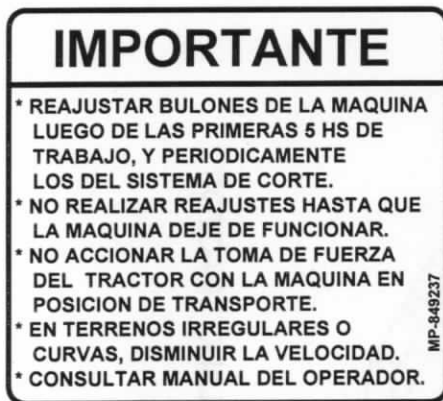 IMPORTANTE
* REAJUSTAR BULONES DE LA MAQUINA
LUEGO DE LAS PRIMERAS 5 HS DE
TRABAJO, Y PERIODICAMENTE
LOS DEL SISTEMA DE CORTE.
* NO REALIZAR REAJUSTES HASTA QUE
LA MAQUINA DEJE DE FUNCIONAR.
* NO ACCIONAR LA TOMA DE FUERZA
DEL TRACTOR CON LA MAQUINA EN
POSICION DE TRANSPORTE.
* EN TERRENOS IRREGULARES O
CURVAS, DISMINUIR LA VELOCIDAD.
* CONSULTAR MANUAL DEL OPERADOR.
MP-849237